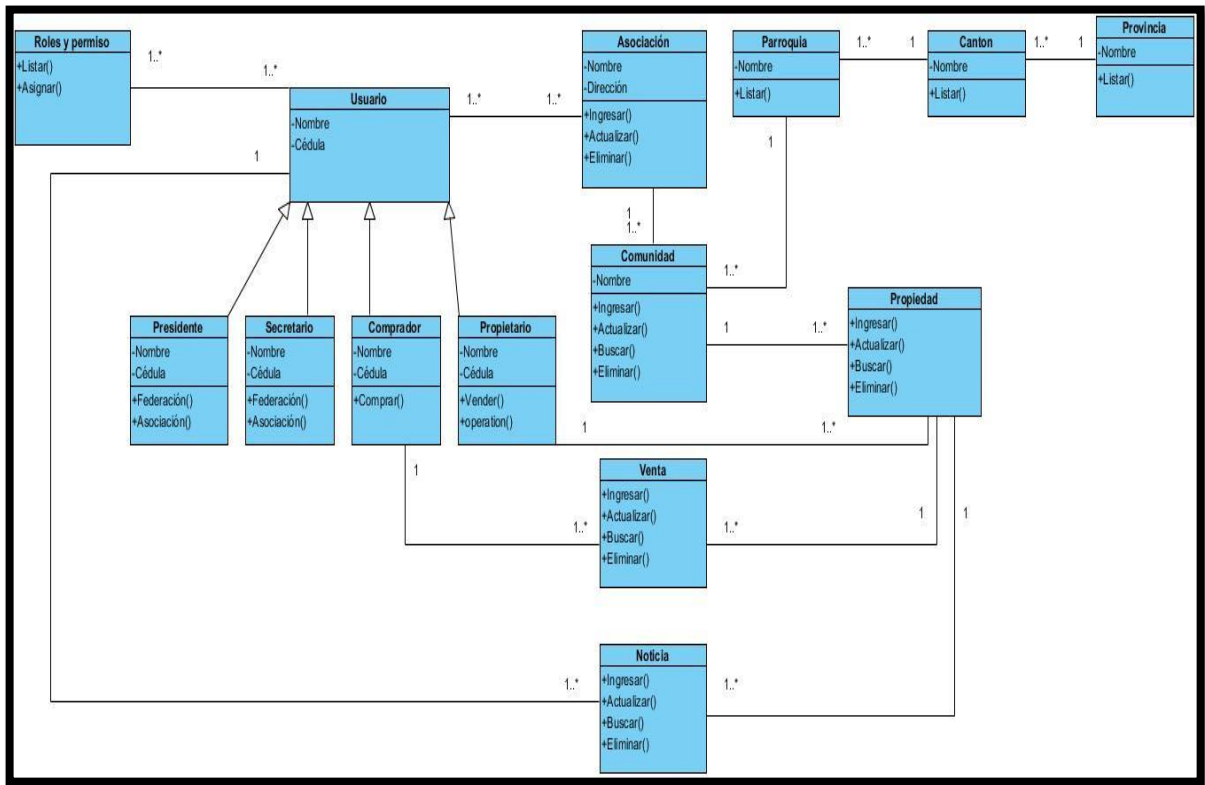 Roles y permiso
+Listar()
+Asignar()
1..*
1..*
Usuario
-Nombre
-Cédula
1
1..*
1..*
Asociación
-Nombre
-Dirección
+Ingresar()
+Actualizar()
+Eliminar()
Parroquia
-Nombre
+Listar()
1..*
1
Canton
-Nombre
+Listar()
1..*
1
Provincia
-Nombre
+Listar()
1
1
1..*
Comunidad
-Nombre
+Ingresar()
+Actualizar()
+Buscar()
+Eliminar()
1..*
1
1..*
Propiedad
+Ingresar()
+Actualizar()
+Buscar()
+Eliminar()
Presidente
-Nombre
-Cédula
+Federación()
+Asociación()
Secretario
-Nombre
-Cédula
+Federación()
+Asociación()
Comprador
-Nombre
-Cédula
+Comprar()
Propietario
-Nombre
-Cédula
+Vender()
+operation()
1
1..*
1
1..*
Venta
+Ingresar()
+Actualizar()
+Buscar()
+Eliminar()
1..*
1
1
1..*
Noticia
+Ingresar()
+Actualizar()
+Buscar()
+Eliminar()
1..*